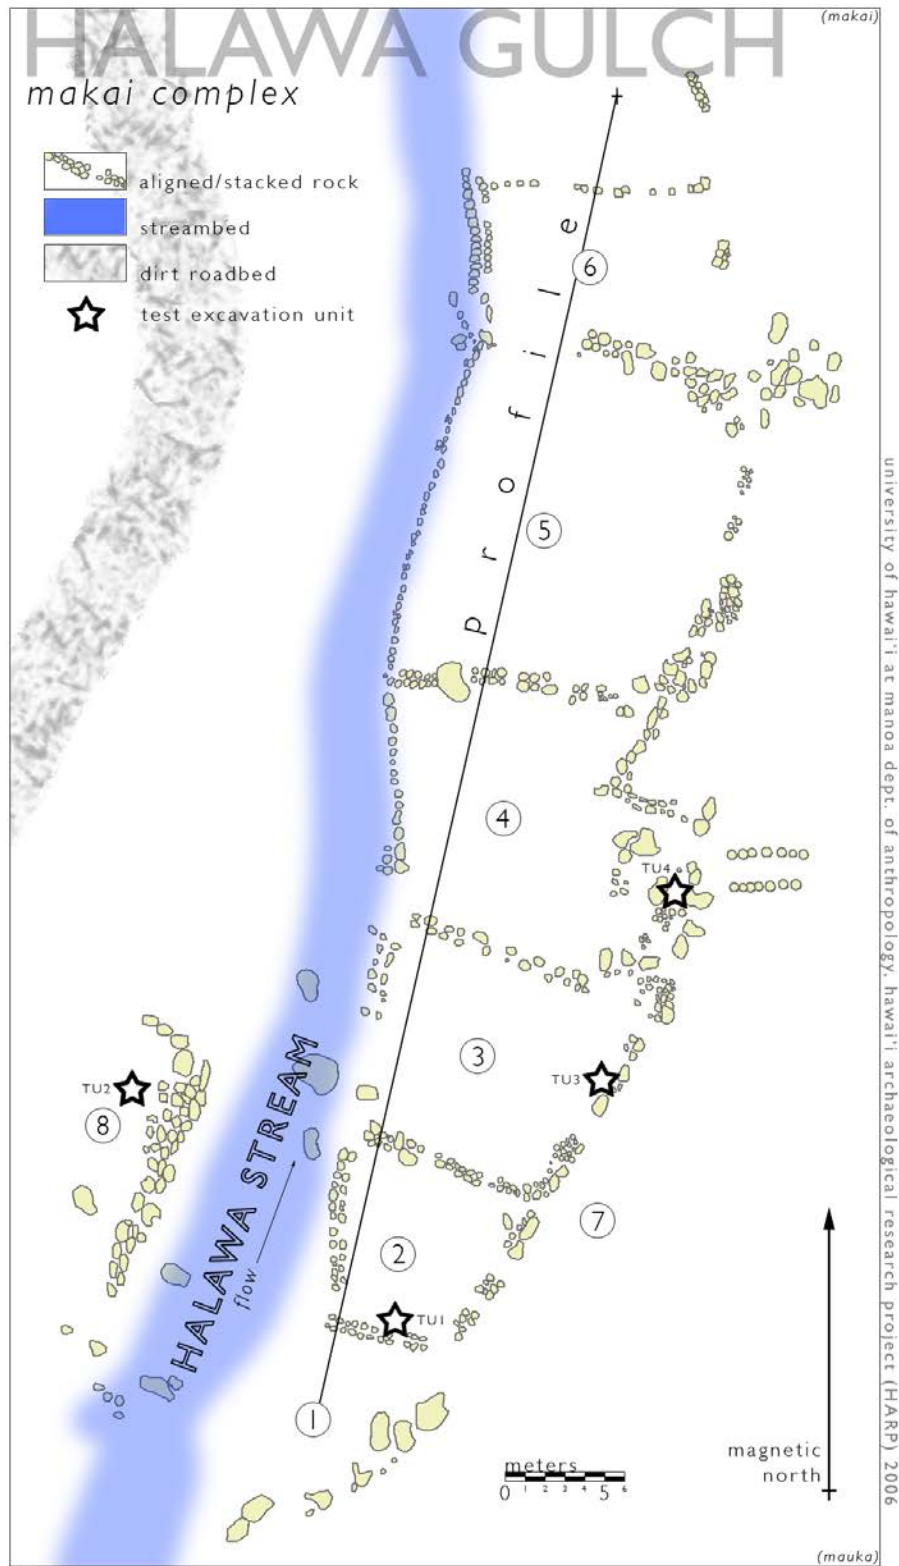 HALAWA GULCH
(makai)
makai complex
aligned/stacked rock
streambed
dirt roadbed
test excavation unit
profile
6
5
4
TU4
3
TU3
TU2
8
HALAWA STREAM
flow
7
2
TU1
1
meters
0 1 2 3 4 5 6
magnetic
north
(mauka)
university of hawai'i at manoa dept. of anthropology, hawai'i archaeological research project (HARP) 2006